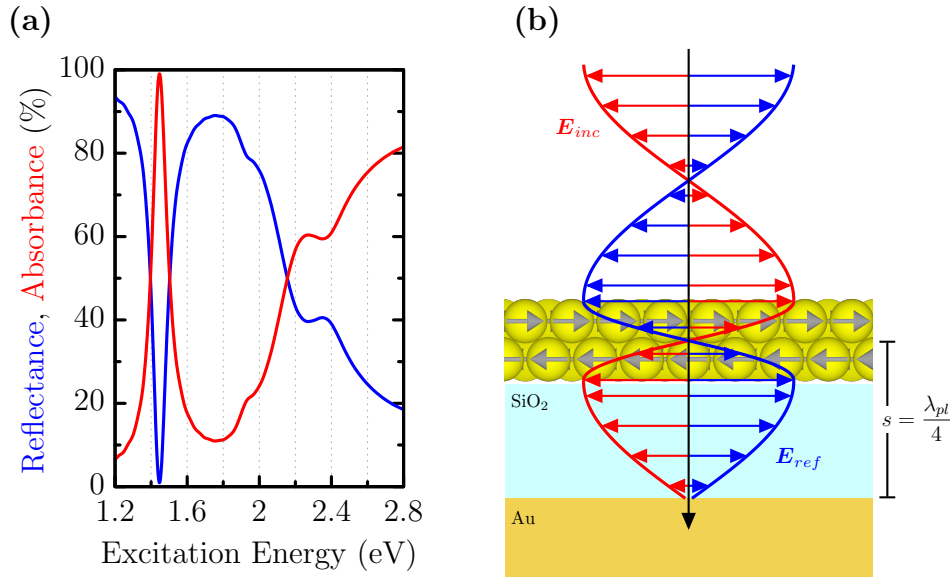 (a)
Reflectance, Absorbance (%)
100
80
60
40
20
0
1.2 1.6 2 2.4 2.8
Excitation Energy (eV)
(b)
E_inc
SiO₂
E_ref
s = λ_pl/4
Au